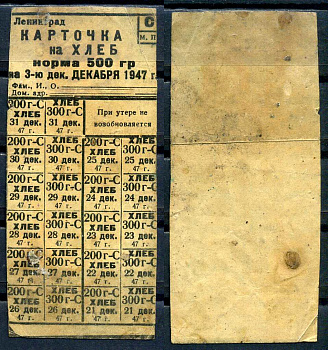 Ленинград С
КАРТОЧКА М. П.
на ХЛЕБ
норма 500 гр
на 3-ю дек. ДЕКАБРЯ 1947 г.
Фам., И., О.
Дом. адр.
200 г-С ХЛЕБ 31 дек. 47 г.
ХЛЕБ 300 г-С 31 дек. 47 г.
При утере не
возобновляется
200 г-С ХЛЕБ 30 дек. 47 г.
ХЛЕБ 300 г-С 30 дек. 47 г.
200 г-С ХЛЕБ 25 дек. 47 г.
ХЛЕБ 300 г-С 25 дек. 47 г.
200 г-С ХЛЕБ 29 дек. 47 г.
ХЛЕБ 300 г-С 29 дек. 47 г.
200 г-С ХЛЕБ 24 дек. 47 г.
ХЛЕБ 300 г-С 24 дек. 47 г.
200 г-С ХЛЕБ 28 дек. 47 г.
ХЛЕБ 300 г-С 28 дек. 47 г.
200 г-С ХЛЕБ 23 дек. 47 г.
ХЛЕБ 300 г-С 23 дек. 47 г.
200 г-С ХЛЕБ 27 дек. 47 г.
ХЛЕБ 300 г-С 27 дек. 47 г.
200 г-С ХЛЕБ 22 дек. 47 г.
ХЛЕБ 300 г-С 22 дек. 47 г.
200 г-С ХЛЕБ 26 дек. 47 г.
ХЛЕБ 300 г-С 26 дек. 47 г.
200 г-С ХЛЕБ 21 дек. 47 г.
ХЛЕБ 300 г-С 21 дек. 47 г.